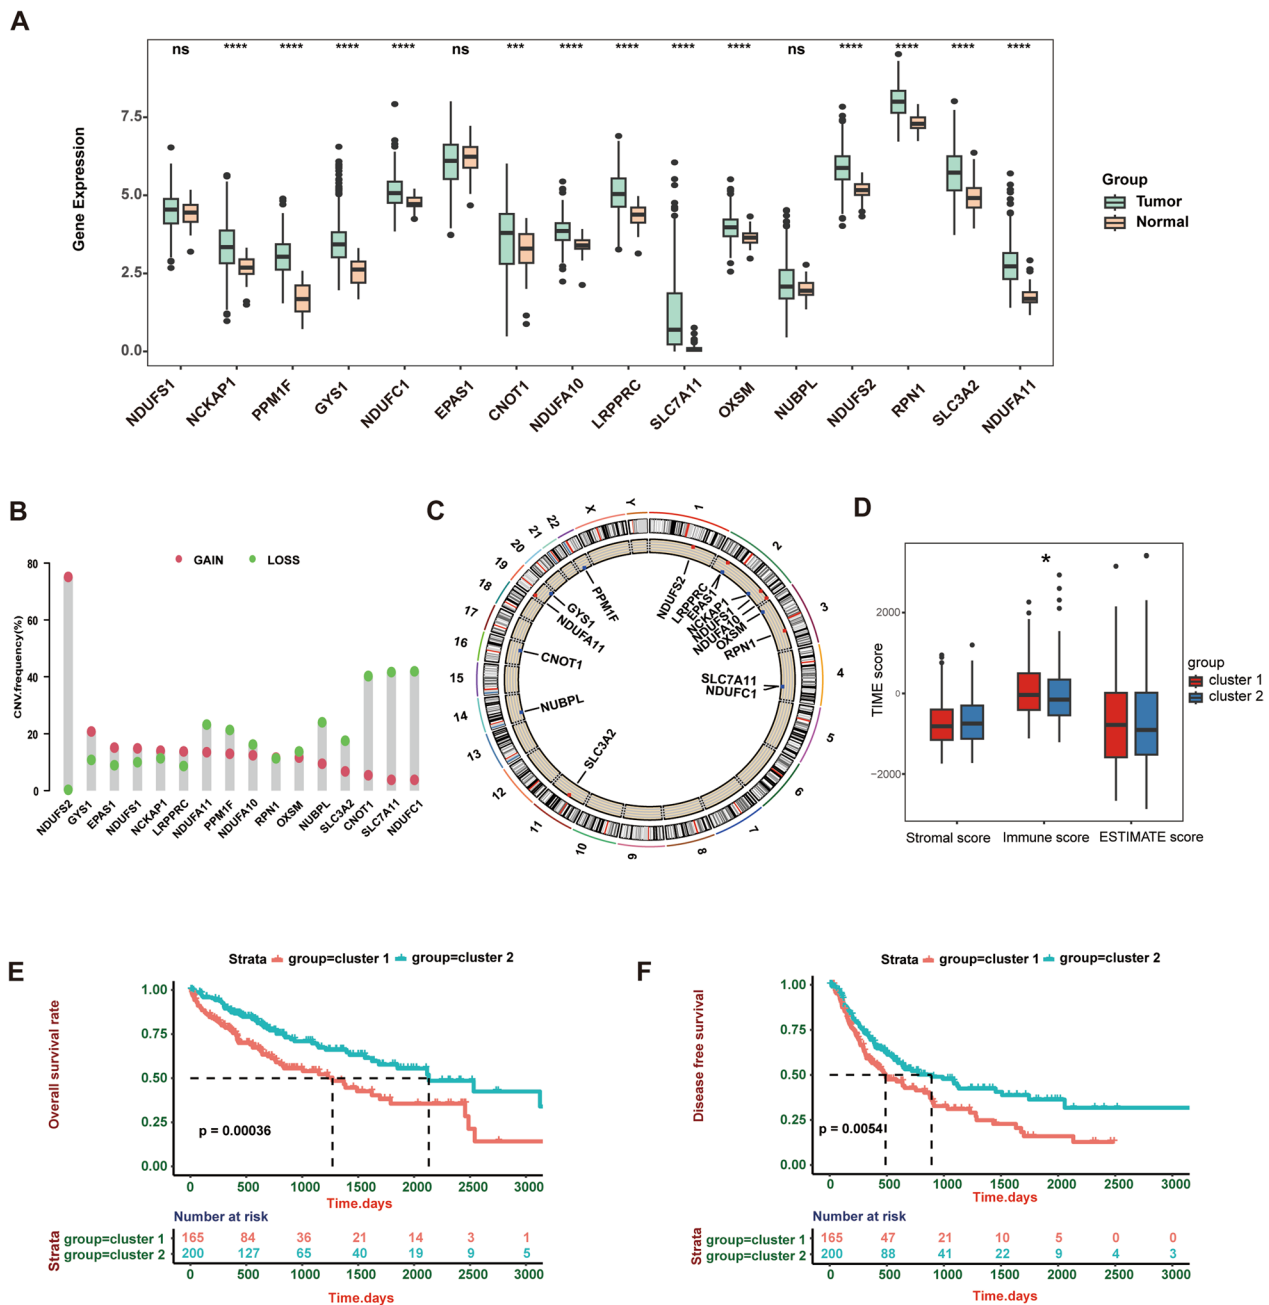 A
ns **** **** **** **** ns *** **** **** **** **** ns **** **** **** ****
Gene Expression
7.5
5.0
2.5
0.0
Group
Tumor
Normal
NDUFS1 NCKAP1 PPM1F GYS1 NDUFC1 EPAS1 CNOT1 NDUFA10 LRPPRC SLC7A11 OXSM NUBPL NDUFS2 RPN1 SLC3A2 NDUFA11
B
GAIN LOSS
CNV.frequency(%)
80
60
40
20
0
NDUFS2 GYS1 EPAS1 NDUFS1 NCKAP1 LRPPRC NDUFA11 PPM1F NDUFA10 RPN1 OXSM NUBPL SLC3A2 CNOT1 SLC7A11 NDUFC1
C
1
2
3
4
5
6
7
8
9
10
11
12
13
14
15
16
17
18
19
20
21
22
X
Y
NDUFS2
LRPPRC
EPAS1
NCKAP1
NDUFS1
NDUFA10
OXSM
RPN1
SLC7A11
NDUFC1
SLC3A2
NUBPL
CNOT1
NDUFA11
GYS1
PPM1F
D
*
TIME score
2000
0
−2000
Stromal score Immune score ESTIMATE score
group
cluster 1
cluster 2
E
Strata group=cluster 1 group=cluster 2
Overall survival rate
1.00
0.75
0.50
0.25
0.00
p = 0.00036
0 500 1000 1500 2000 2500 3000
Time.days
Number at risk
Strata
group=cluster 1 165 84 36 21 14 3 1
group=cluster 2 200 127 65 40 19 9 5
0 500 1000 1500 2000 2500 3000
Time.days
F
Strata group=cluster 1 group=cluster 2
Disease free survival
1.00
0.75
0.50
0.25
0.00
p = 0.0054
0 500 1000 1500 2000 2500 3000
Time.days
Number at risk
Strata
group=cluster 1 165 47 21 10 5 0 0
group=cluster 2 200 88 41 22 9 4 3
0 500 1000 1500 2000 2500 3000
Time.days